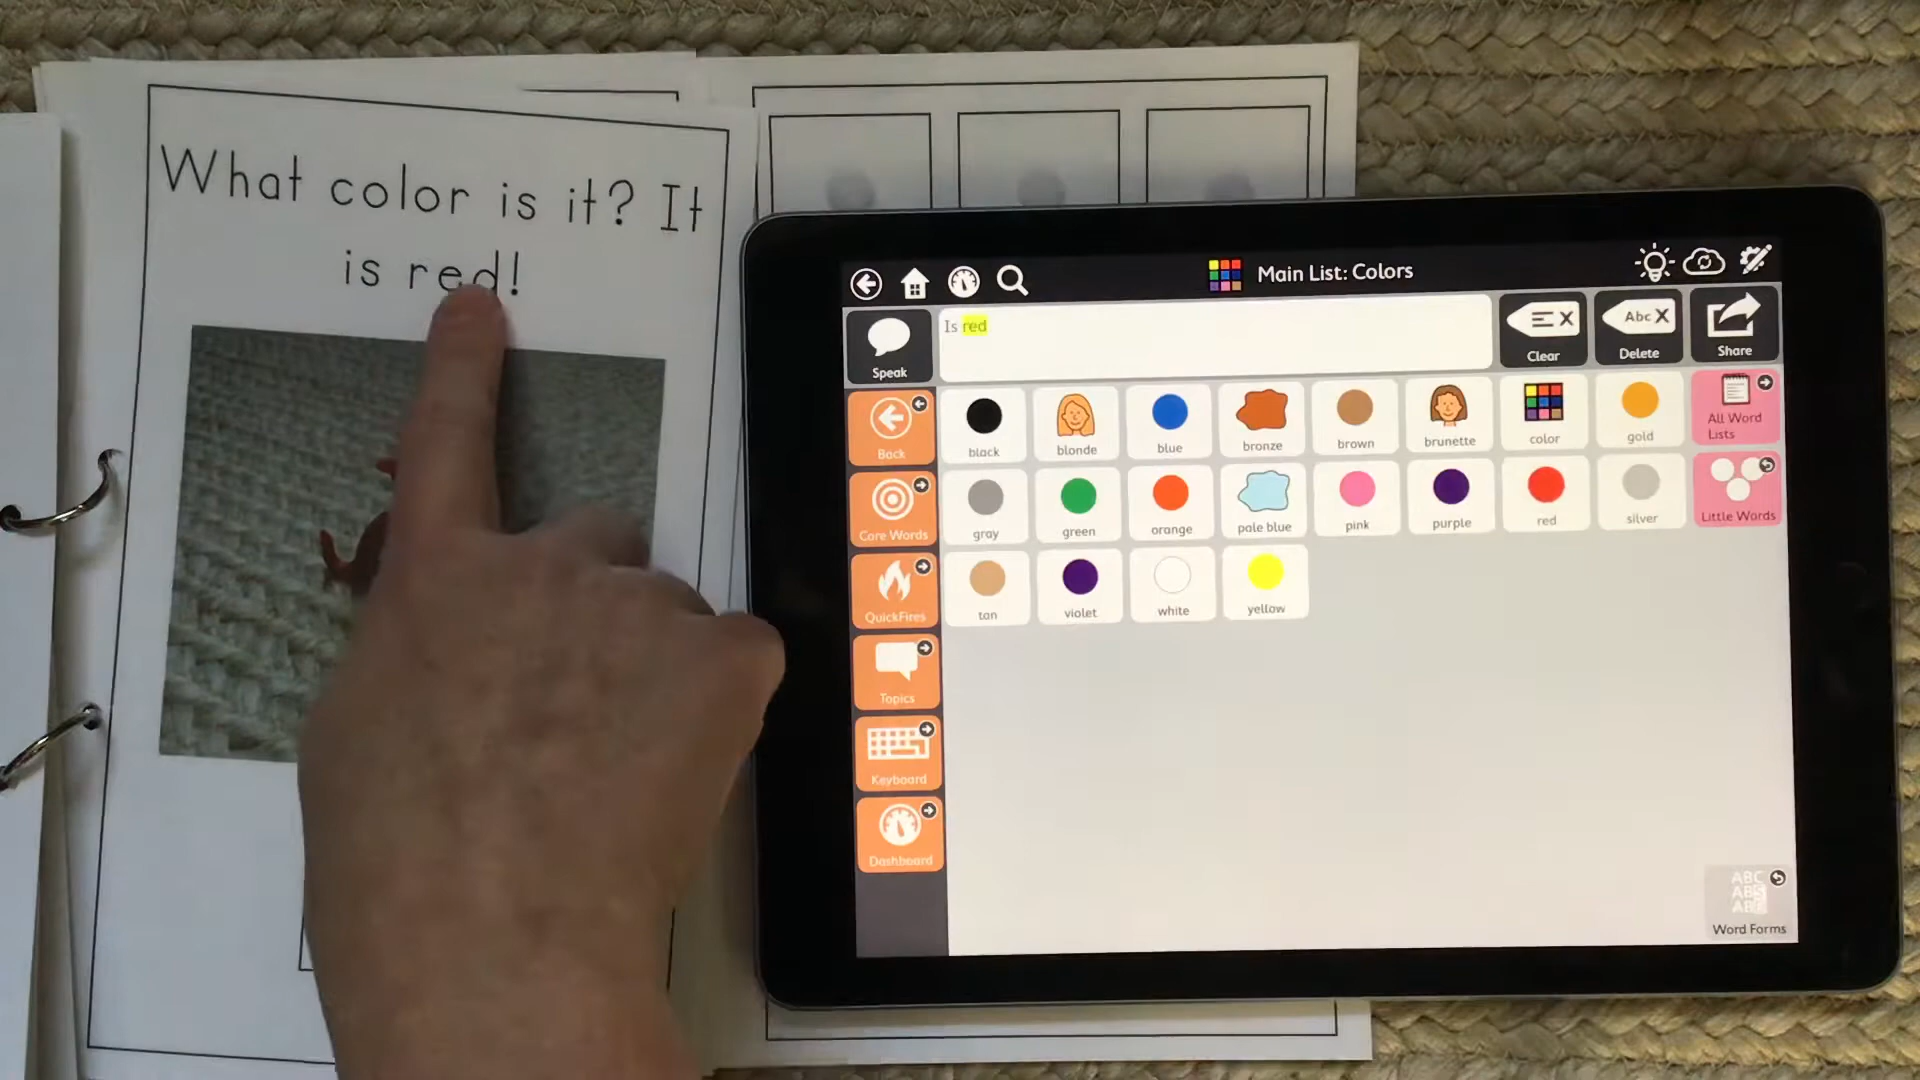 What color is it? It
is red!
Main List: Colors
Speak
Is red
Clear
Abc
Delete
Share
Back
black
blonde
blue
bronze
brown
brunette
color
gold
All Word
Lists
Core Words
gray
green
orange
pale blue
pink
purple
red
silver
Little Words
QuickFires
tan
violet
white
yellow
Topics
Keyboard
Dashboard
ABC
Word Forms